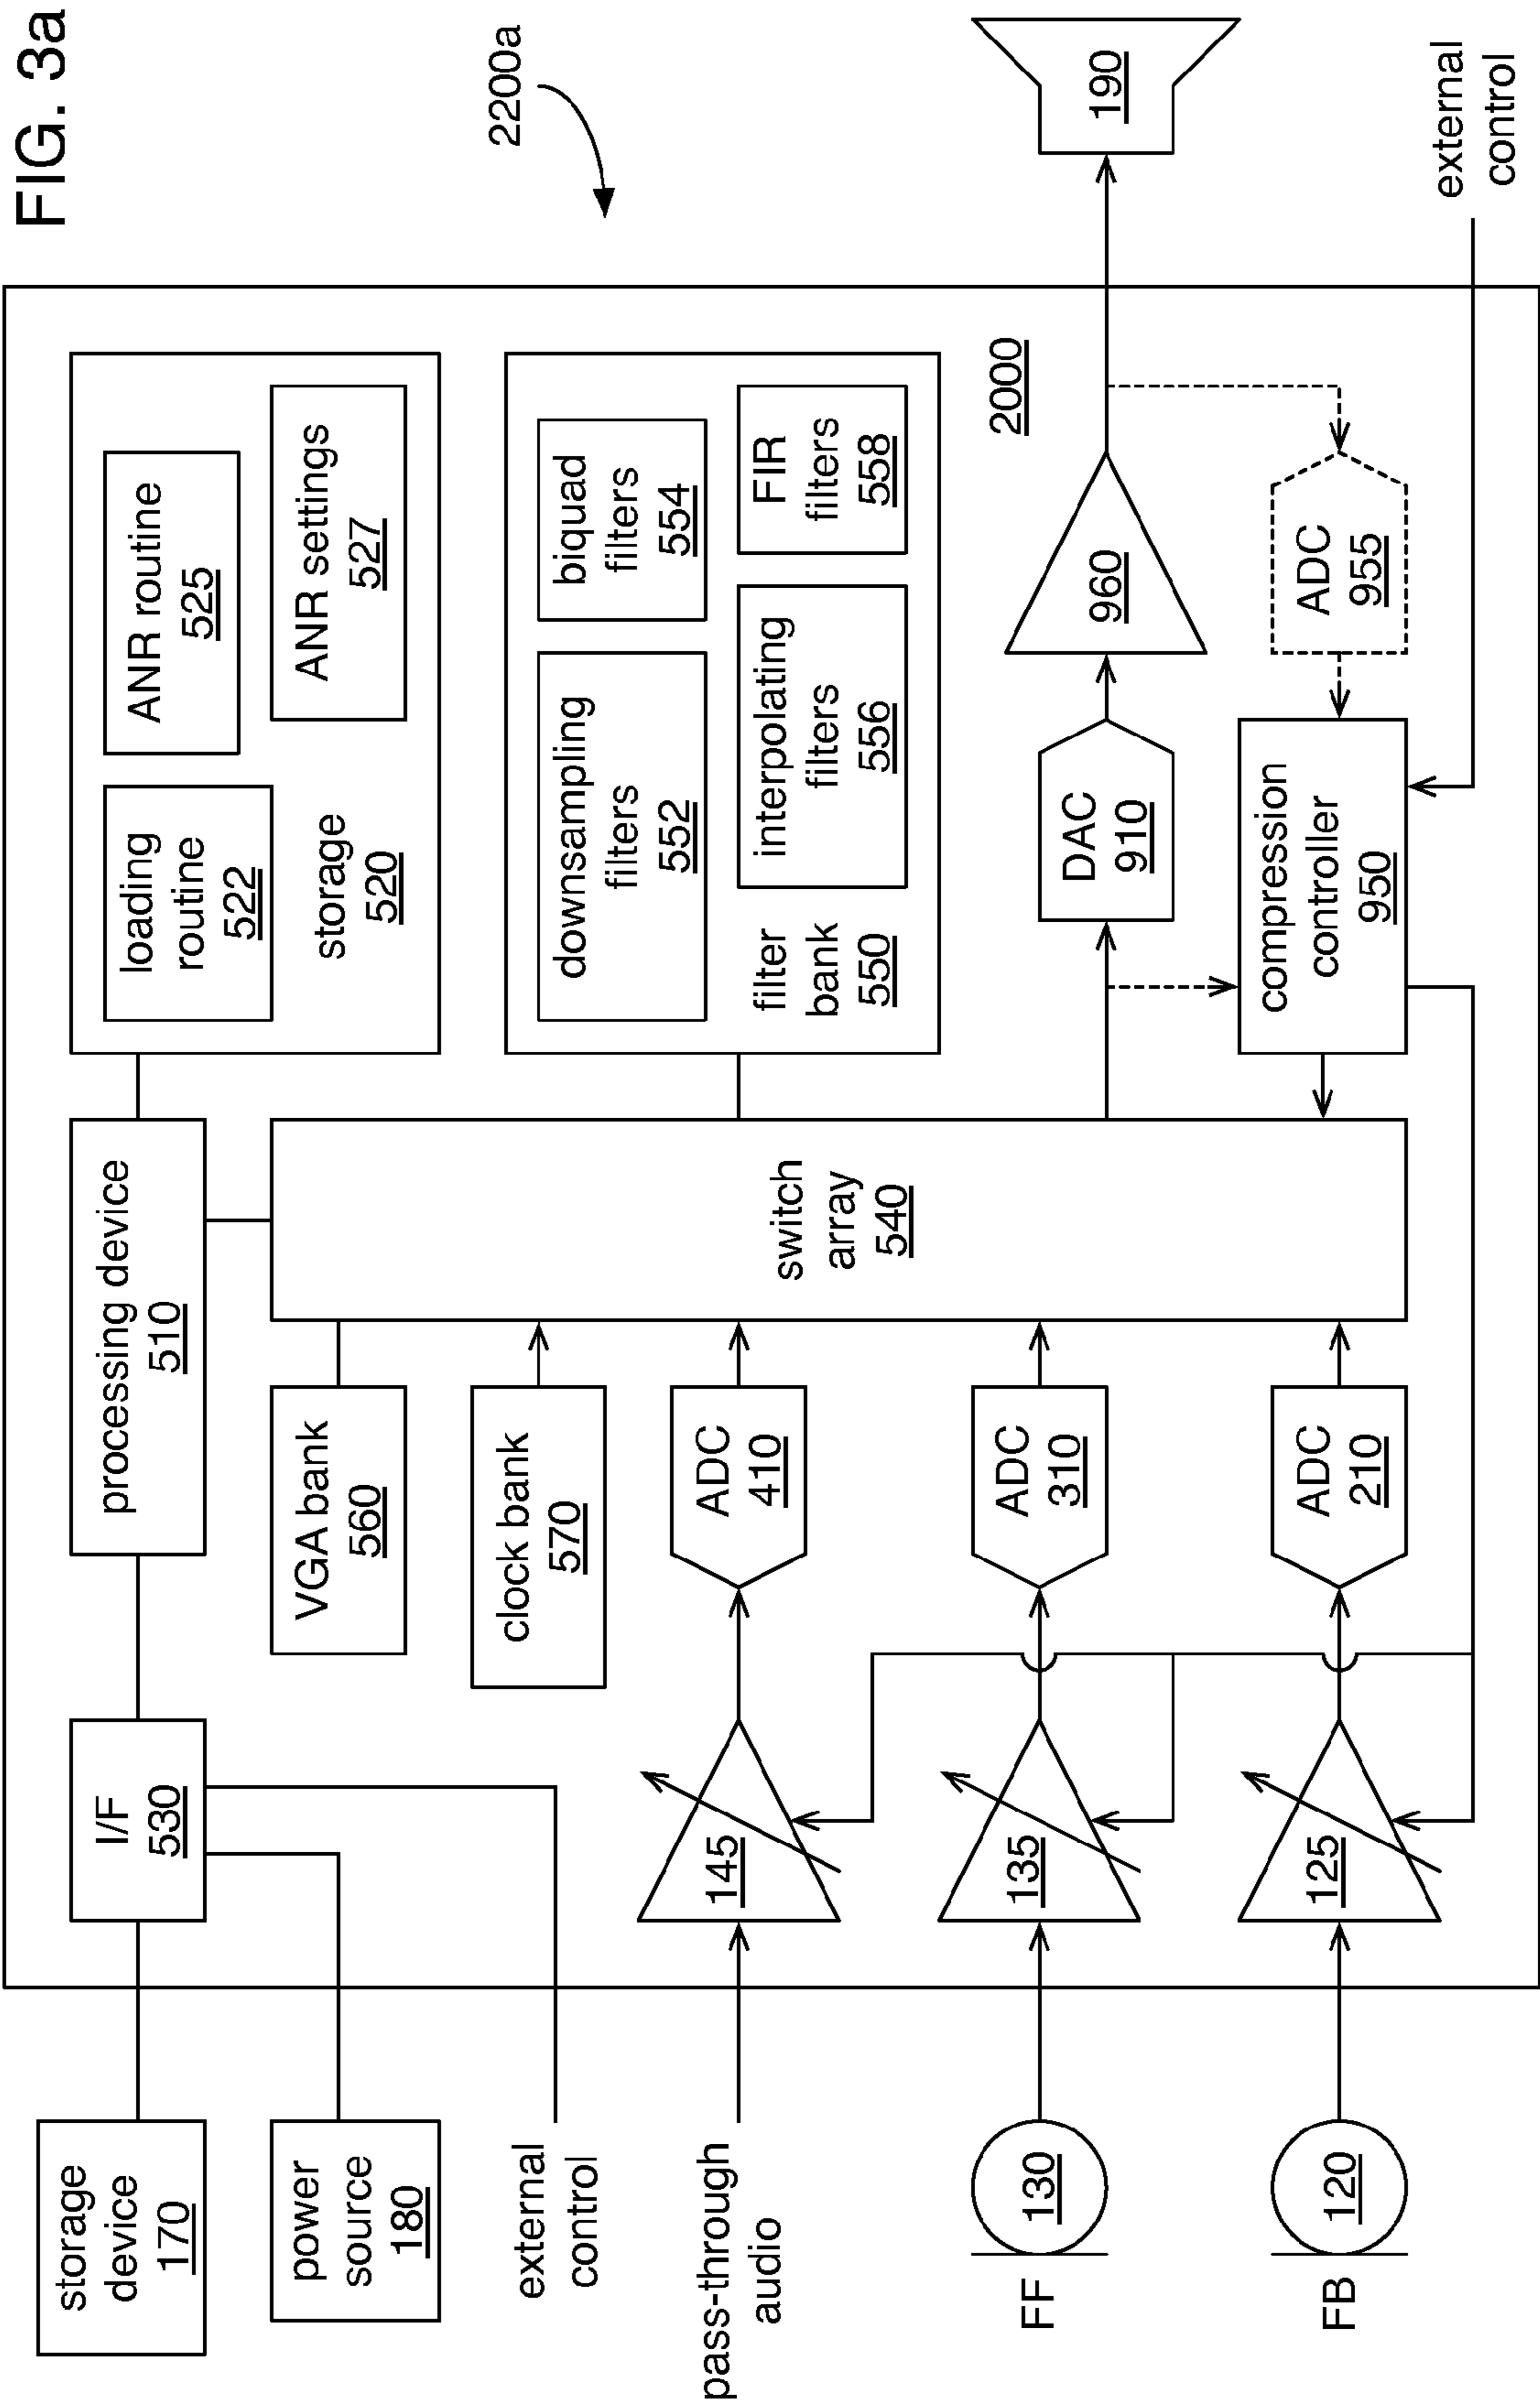 FIG. 3a
2200a
storage
device
170
power
source
180
external
control
pass-through
audio
FF
130
FB
120
I/F
530
processing device
510
loading
routine
522
ANR routine
525
ANR settings
527
storage
520
VGA bank
560
clock bank
570
145
135
125
ADC
410
ADC
310
ADC
210
switch
array
540
downsampling
filters
552
biquad
filters
554
interpolating
filters
556
FIR
filters
558
filter
bank
550
2000
DAC
910
960
190
compression
controller
950
ADC
955
external
control